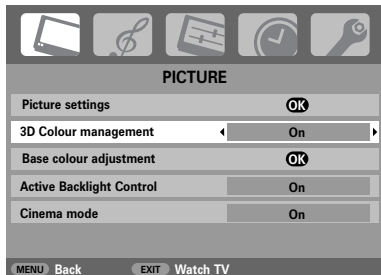 PICTURE
Picture settings OK
3D Colour management On
Base colour adjustment OK
Active Backlight Control On
Cinema mode On
MENU Back EXIT Watch TV